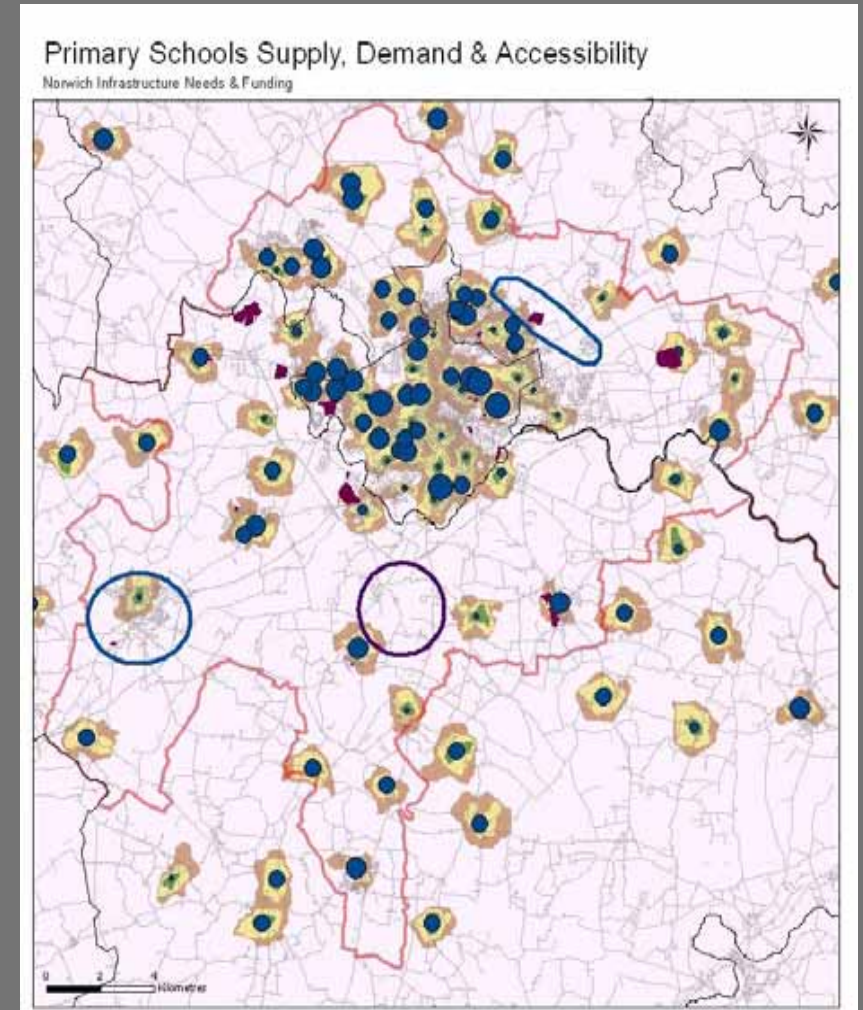 Primary Schools Supply, Demand & Accessibility
Norwich Infrastructure Needs & Funding
0 2 4
Kilometres